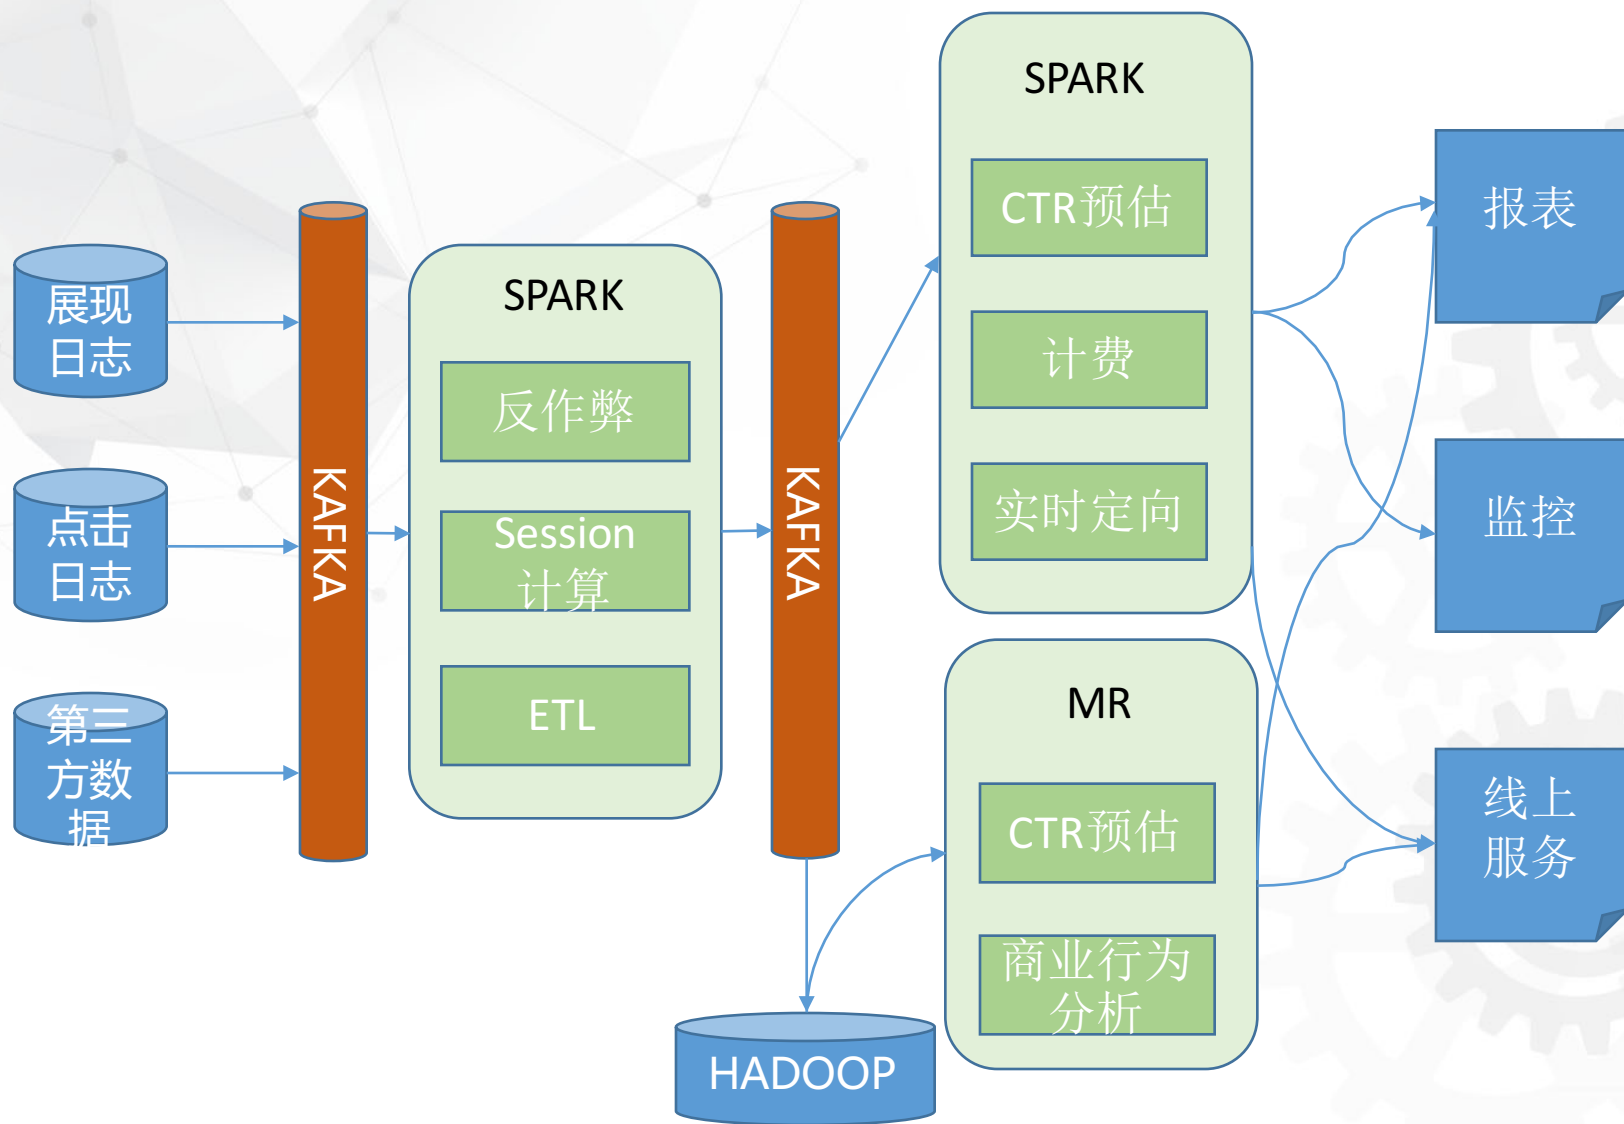 展现
日志
点击
日志
第三
方数
据
KAFKA
SPARK
反作弊
Session
计算
ETL
KAFKA
HADOOP
SPARK
CTR预估
计费
实时定向
MR
CTR预估
商业行为
分析
报表
监控
线上
服务